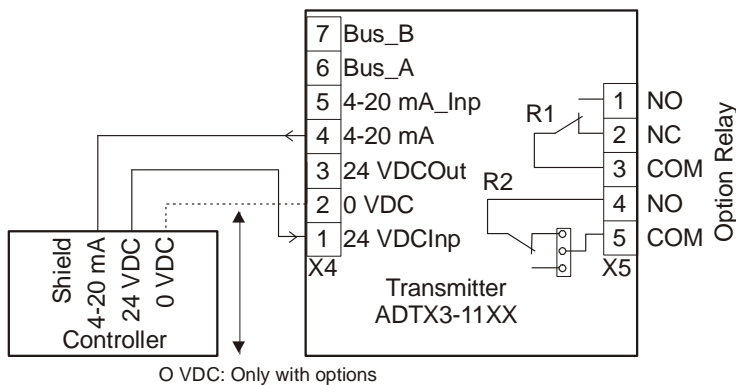 7 Bus_B
6 Bus_A
5 4-20 mA_Inp
4 4-20 mA
3 24 VDCOut
2 0 VDC
1 24 VDCInp
X4
R1
R2
1 NO
2 NC
3 COM
4 NO
5 COM
X5
Option Relay
Transmitter
ADTX3-11XX
Shield
4-20 mA
24 VDC
0 VDC
Controller
O VDC: Only with options